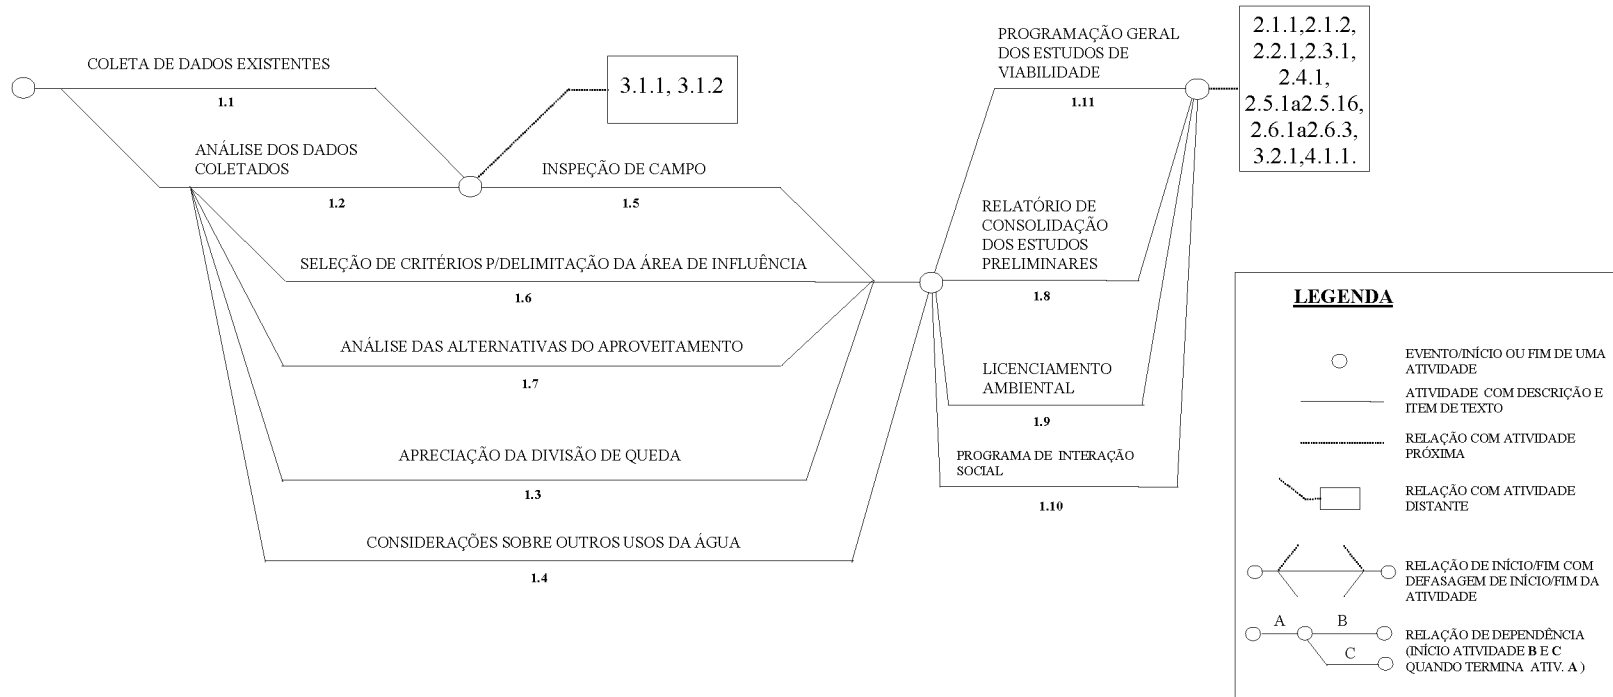 COLETA DE DADOS EXISTENTES
1.1
3.1.1, 3.1.2
ANÁLISE DOS DADOS
COLETADOS
1.2
INSPEÇÃO DE CAMPO
1.5
SELEÇÃO DE CRITÉRIOS P/DELIMITAÇÃO DA ÁREA DE INFLUÊNCIA
1.6
ANÁLISE DAS ALTERNATIVAS DO APROVEITAMENTO
1.7
APRECIAÇÃO DA DIVISÃO DE QUEDA
1.3
CONSIDERAÇÕES SOBRE OUTROS USOS DA ÁGUA
1.4
PROGRAMAÇÃO GERAL
DOS ESTUDOS DE
VIABILIDADE
1.11
RELATÓRIO DE
CONSOLIDAÇÃO
DOS ESTUDOS
PRELIMINARES
1.8
LICENCIAMENTO
AMBIENTAL
1.9
PROGRAMA DE INTERAÇÃO
SOCIAL
1.10
2.1.1,2.1.2,
2.2.1,2.3.1,
2.4.1,
2.5.1a2.5.16,
2.6.1a2.6.3,
3.2.1,4.1.1.
LEGENDA
EVENTO/INÍCIO OU FIM DE UMA
ATIVIDADE
ATIVIDADE COM DESCRIÇÃO E
ITEM DE TEXTO
RELAÇÃO COM ATIVIDADE
PRÓXIMA
RELAÇÃO COM ATIVIDADE
DISTANTE
RELAÇÃO DE INÍCIO/FIM COM
DEFASAGEM DE INÍCIO/FIM DA
ATIVIDADE
A B
C
RELAÇÃO DE DEPENDÊNCIA
(INÍCIO ATIVIDADE B E C
QUANDO TERMINA ATIV. A )